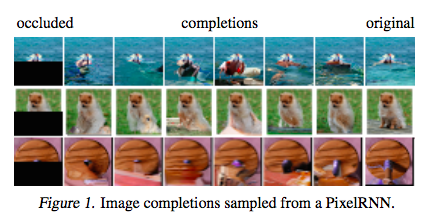 occluded completions original
Figure 1. Image completions sampled from a PixelRNN.